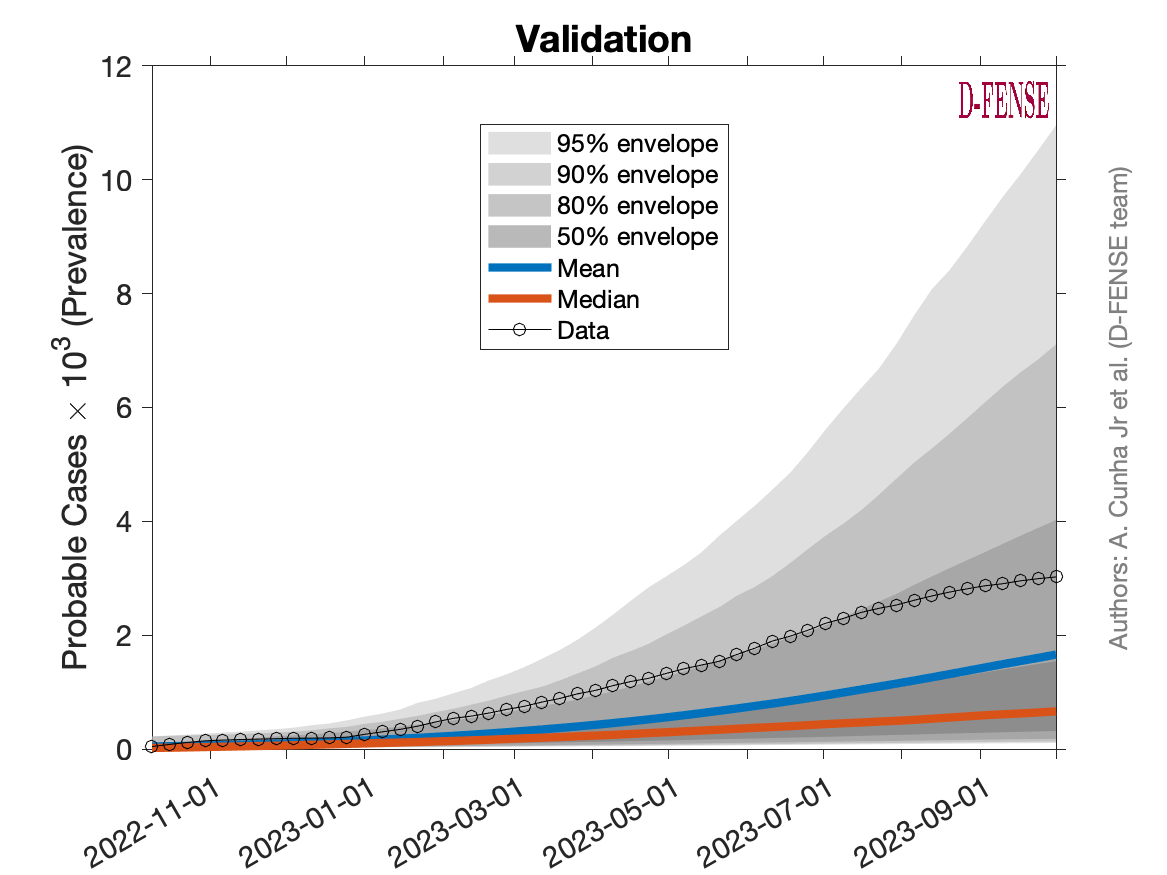 Validation
D-FENSE
12
10
8
6
4
2
0
Probable Cases × 10³ (Prevalence)
95% envelope
90% envelope
80% envelope
50% envelope
Mean
Median
Data
2022-11-01
2023-01-01
2023-03-01
2023-05-01
2023-07-01
2023-09-01
Authors: A. Cunha Jr et al. (D-FENSE team)